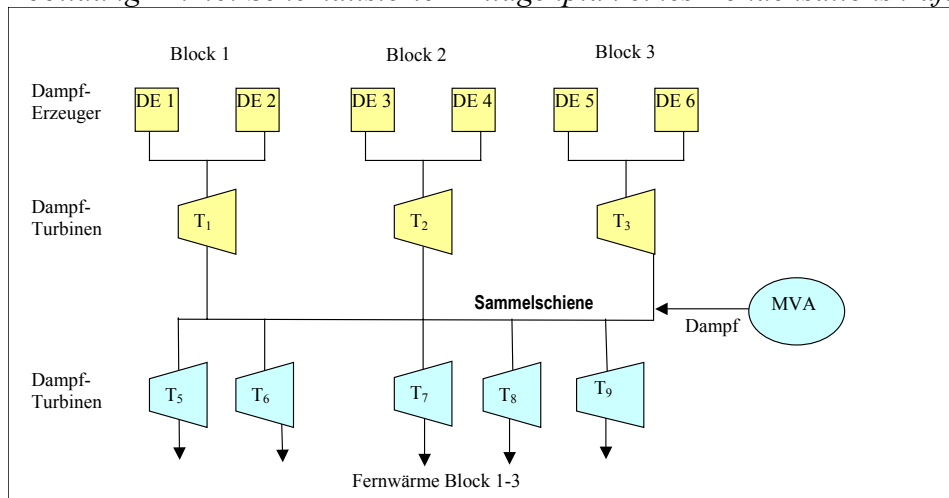 Block 1 Block 2 Block 3
Dampf-
Erzeuger
DE 1 DE 2 DE 3 DE 4 DE 5 DE 6
Dampf-
Turbinen
T1 T2 T3
Sammelschiene
MVA
Dampf
Dampf-
Turbinen
T5 T6 T7 T8 T9
Fernwärme Block 1-3